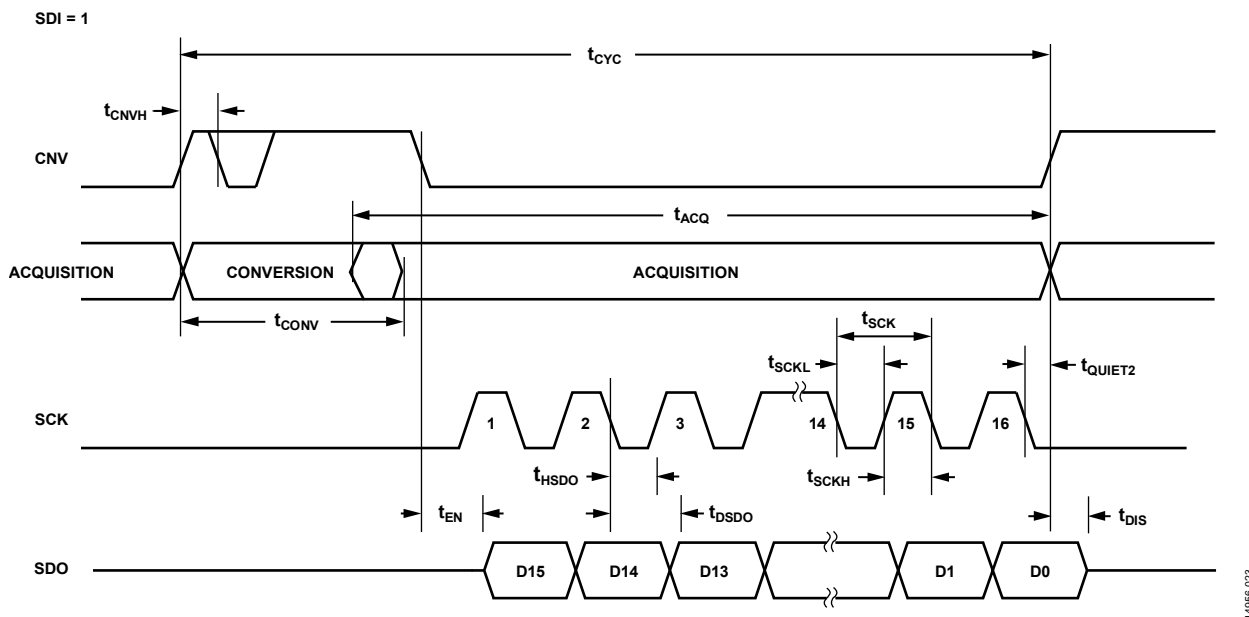 SDI = 1
tCYC
tCNVH
CNV
tACQ
ACQUISITION CONVERSION ACQUISITION
tCONV
tSCK
tSCKL
tQUIET2
SCK 1 2 3 14 15 16
tHSDO
tSCKH
tEN
tDSDO
tDIS
SDO D15 D14 D13 D1 D0